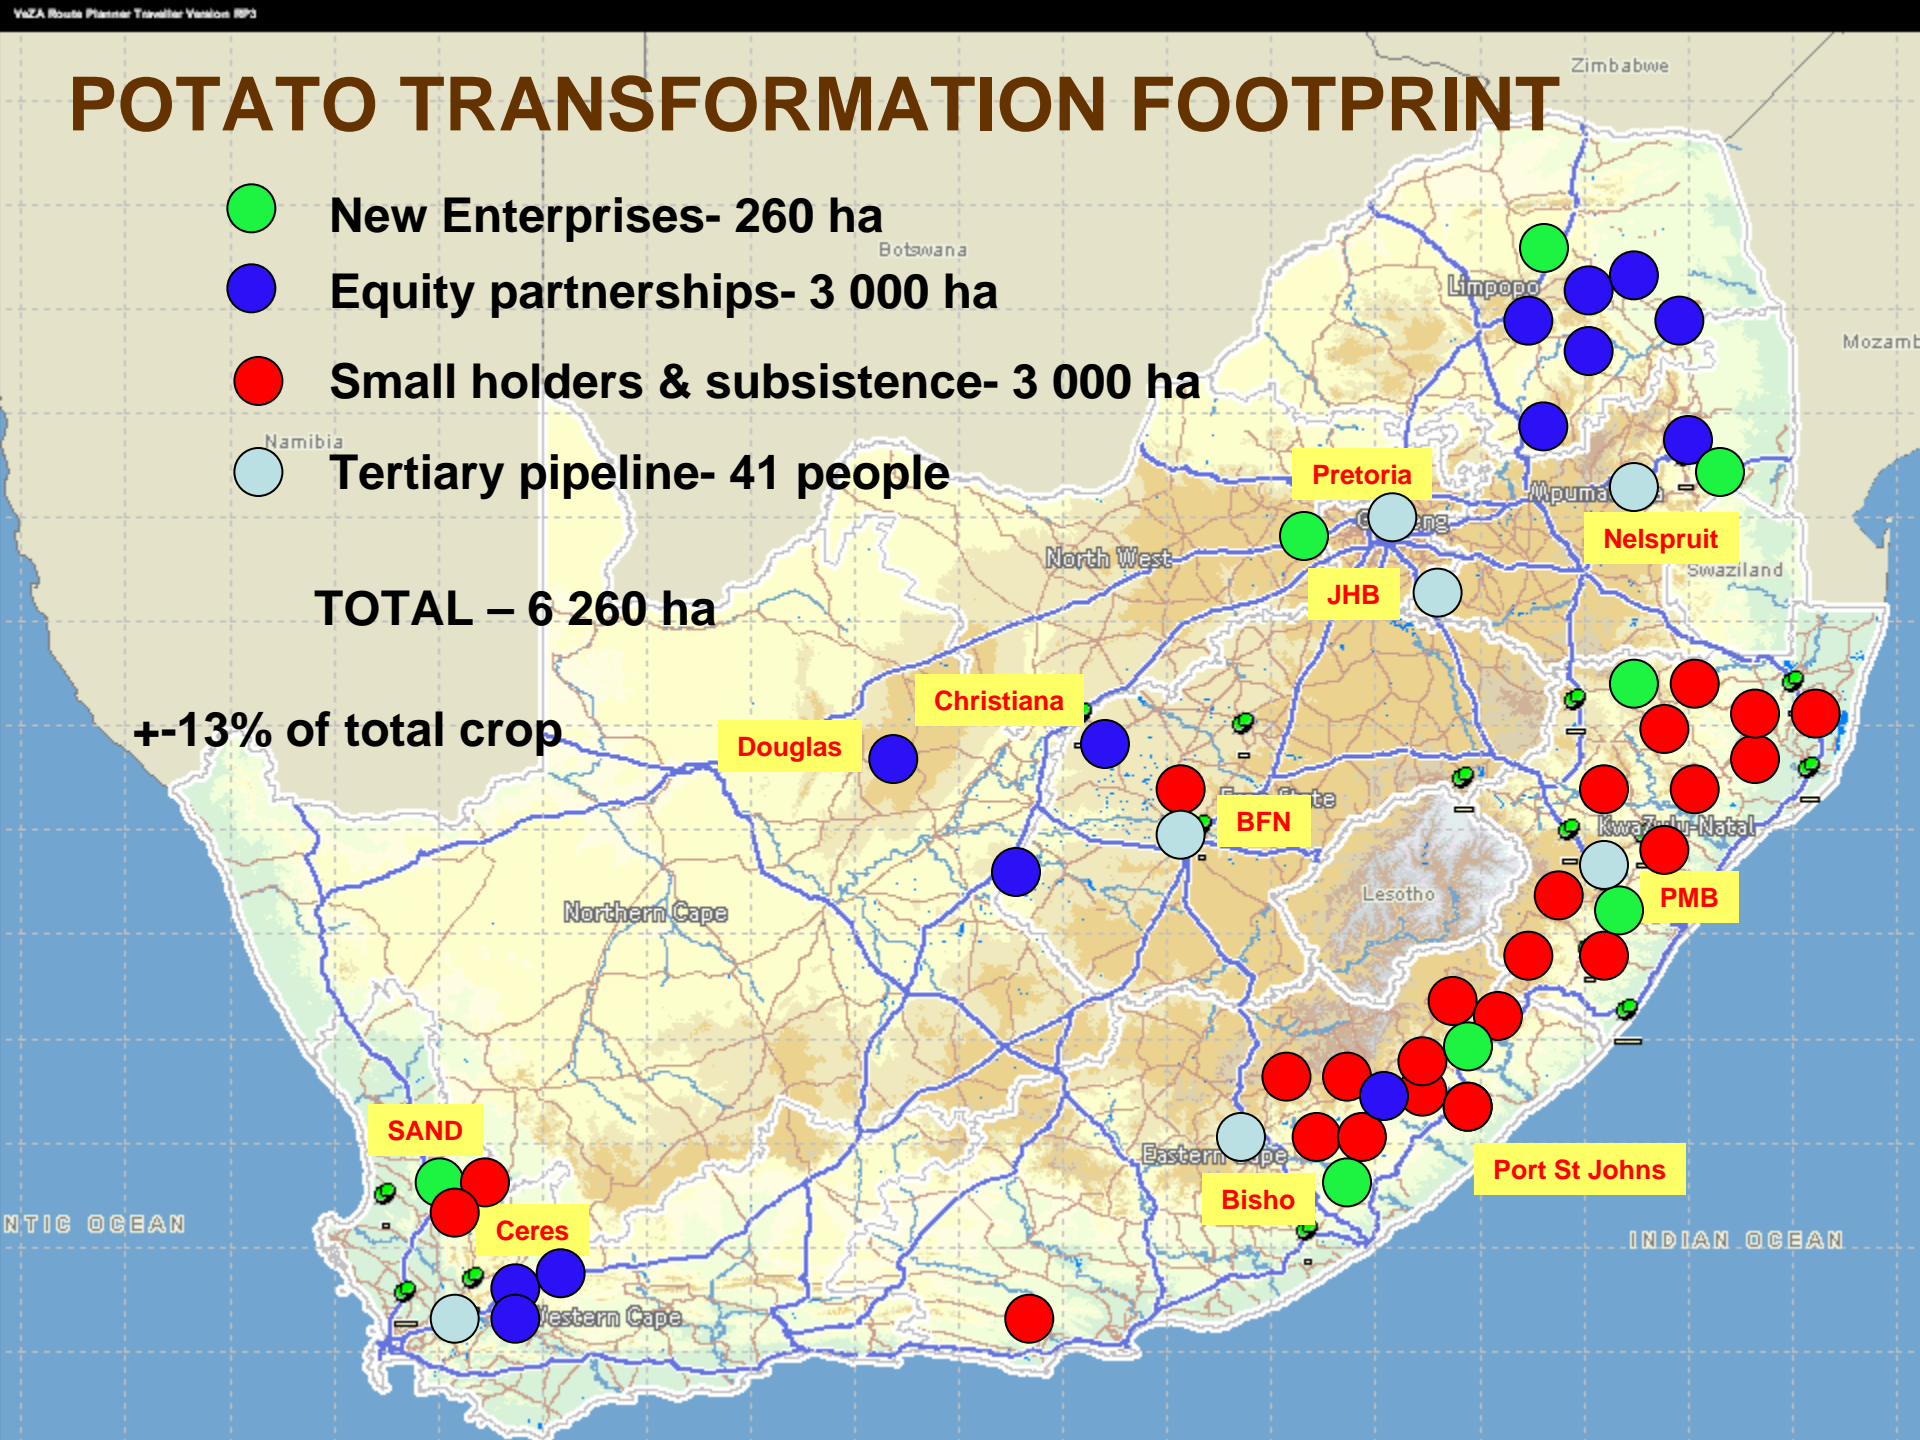 VeZA Route Planner Traveller Version RP3
Zimbabwe
POTATO TRANSFORMATION FOOTPRINT
New Enterprises- 260 ha
Botswana
Equity partnerships- 3 000 ha
Limpopo
Mozamb
Small holders & subsistence- 3 000 ha
Namibia
Tertiary pipeline- 41 people
Pretoria
Nelspruit
North West
Swaziland
JHB
TOTAL – 6 260 ha
Christiana
+-13% of total crop
Douglas
BFN
KwaZulu-Natal
Lesotho
PMB
Northern Cape
SAND
Eastern
Port St Johns
Bisho
NTIC OCEAN
Ceres
INDIAN OCEAN
Western Cape